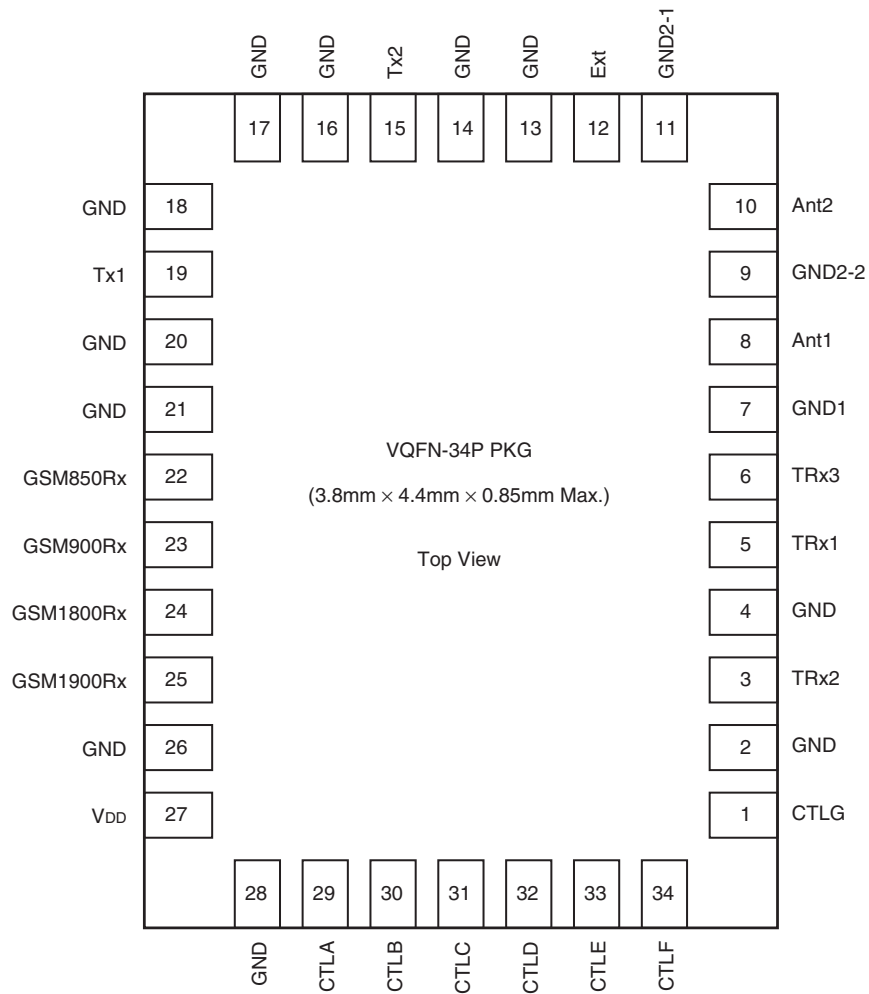 GND
GND
Tx2
GND
GND
Ext
GND2-1
17
16
15
14
13
12
11
GND 18
10 Ant2
Tx1 19
9 GND2-2
GND 20
8 Ant1
GND 21
7 GND1
VQFN-34P PKG
GSM850Rx 22
6 TRx3
(3.8mm × 4.4mm × 0.85mm Max.)
GSM900Rx 23
5 TRx1
Top View
GSM1800Rx 24
4 GND
GSM1900Rx 25
3 TRx2
GND 26
2 GND
VDD 27
1 CTLG
28
29
30
31
32
33
34
GND
CTLA
CTLB
CTLC
CTLD
CTLE
CTLF